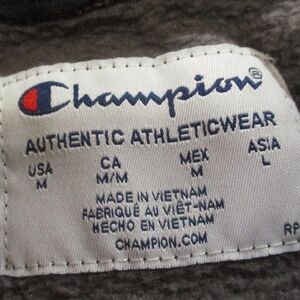 Champion®
AUTHENTIC ATHLETICWEAR
USA CA MEX ASIA
M M/M M L
MADE IN VIETNAM
FABRIQUÉ AU VIÊT-NAM
HECHO EN VIETNAM
CHAMPION.COM
RP